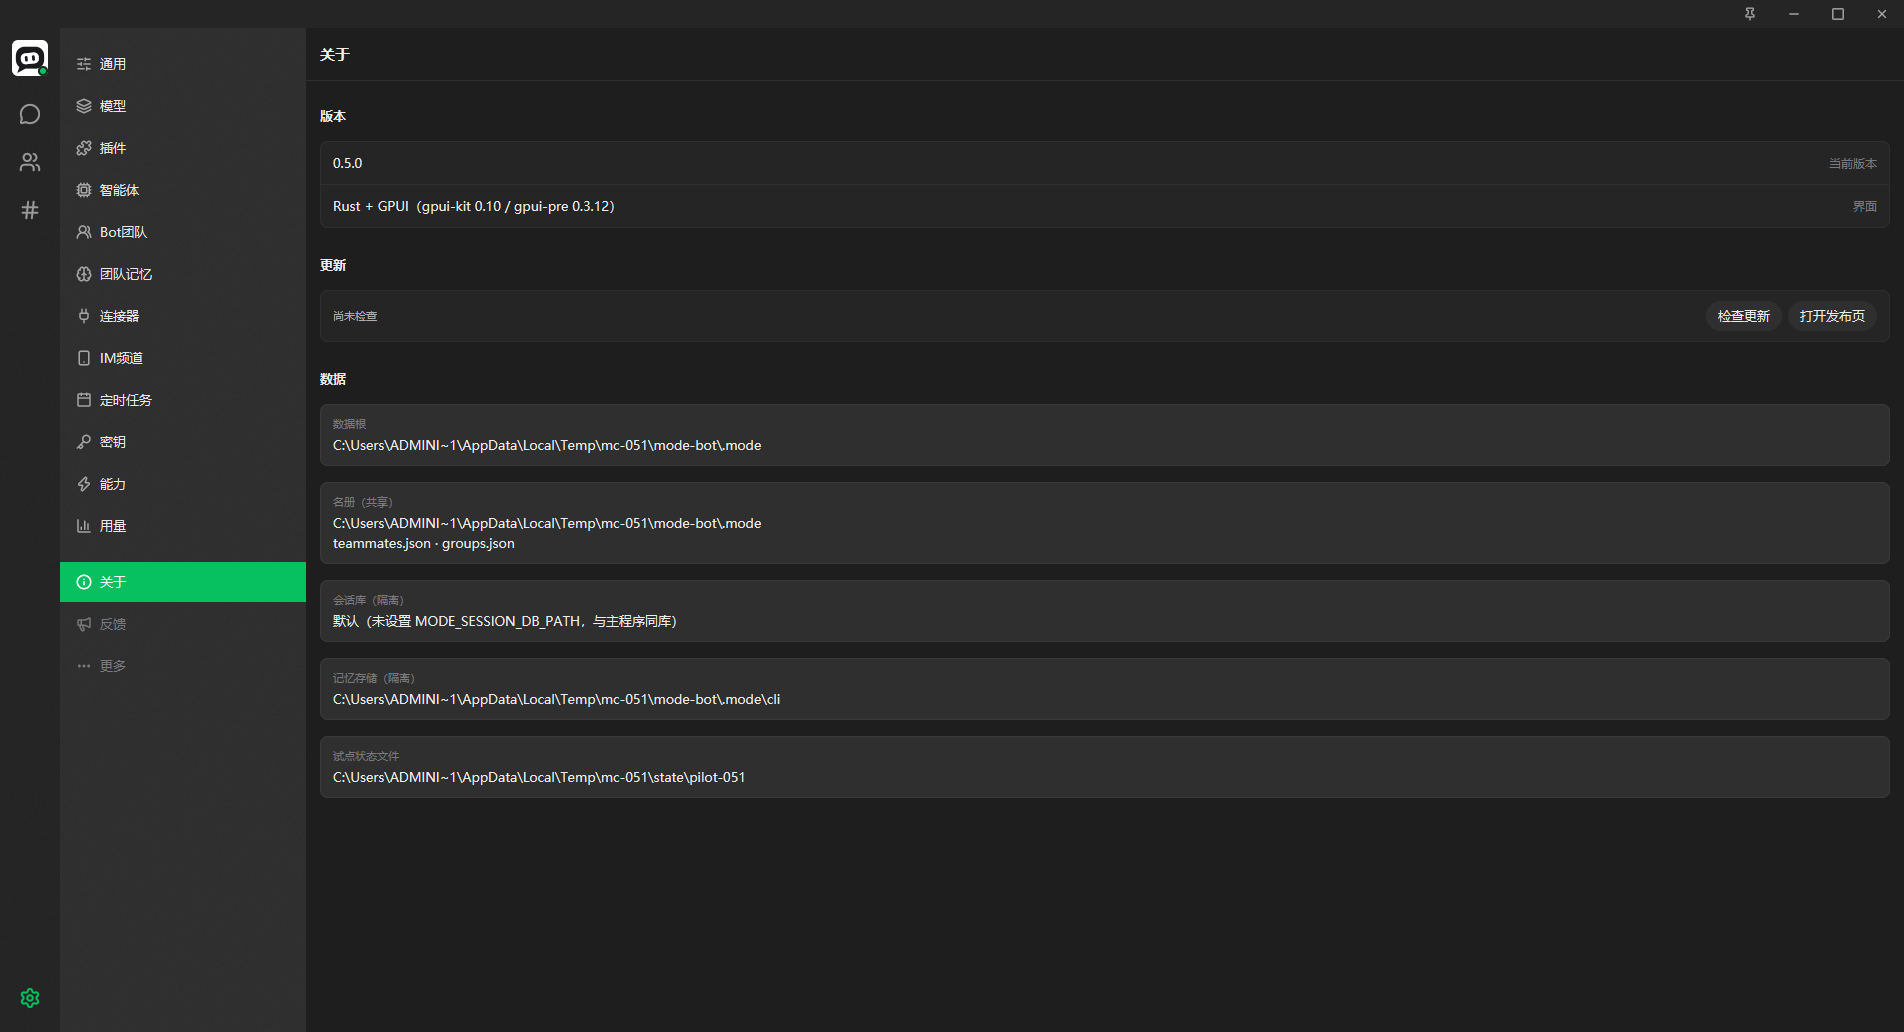 通用
模型
插件
智能体
Bot团队
团队记忆
连接器
IM频道
定时任务
密钥
能力
用量
关于
反馈
更多
关于
版本
0.5.0 当前版本
Rust + GPUI（gpui-kit 0.10 / gpui-pre 0.3.12） 界面
更新
尚未检查 检查更新 打开发布页
数据
数据根
C:\Users\ADMINI~1\AppData\Local\Temp\mc-051\mode-bot\.mode
名册（共享）
C:\Users\ADMINI~1\AppData\Local\Temp\mc-051\mode-bot\.mode
teammates.json · groups.json
会话库（隔离）
默认（未设置 MODE_SESSION_DB_PATH，与主程序同库）
记忆存储（隔离）
C:\Users\ADMINI~1\AppData\Local\Temp\mc-051\mode-bot\.mode\cli
试点状态文件
C:\Users\ADMINI~1\AppData\Local\Temp\mc-051\state\pilot-051